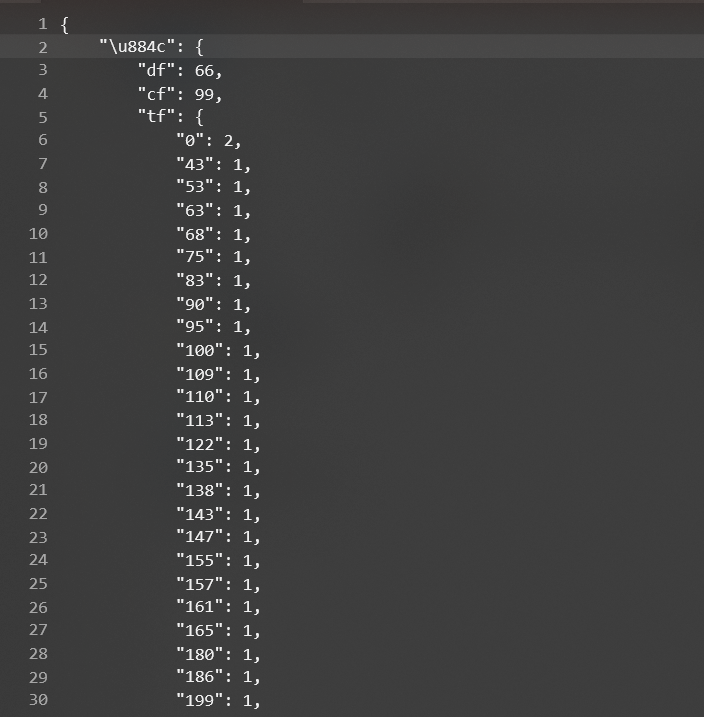 1 {
2 "\u884c": {
3 "df": 66,
4 "cf": 99,
5 "tf": {
6 "0": 2,
7 "43": 1,
8 "53": 1,
9 "63": 1,
10 "68": 1,
11 "75": 1,
12 "83": 1,
13 "90": 1,
14 "95": 1,
15 "100": 1,
16 "109": 1,
17 "110": 1,
18 "113": 1,
19 "122": 1,
20 "135": 1,
21 "138": 1,
22 "143": 1,
23 "147": 1,
24 "155": 1,
25 "157": 1,
26 "161": 1,
27 "165": 1,
28 "180": 1,
29 "186": 1,
30 "199": 1,